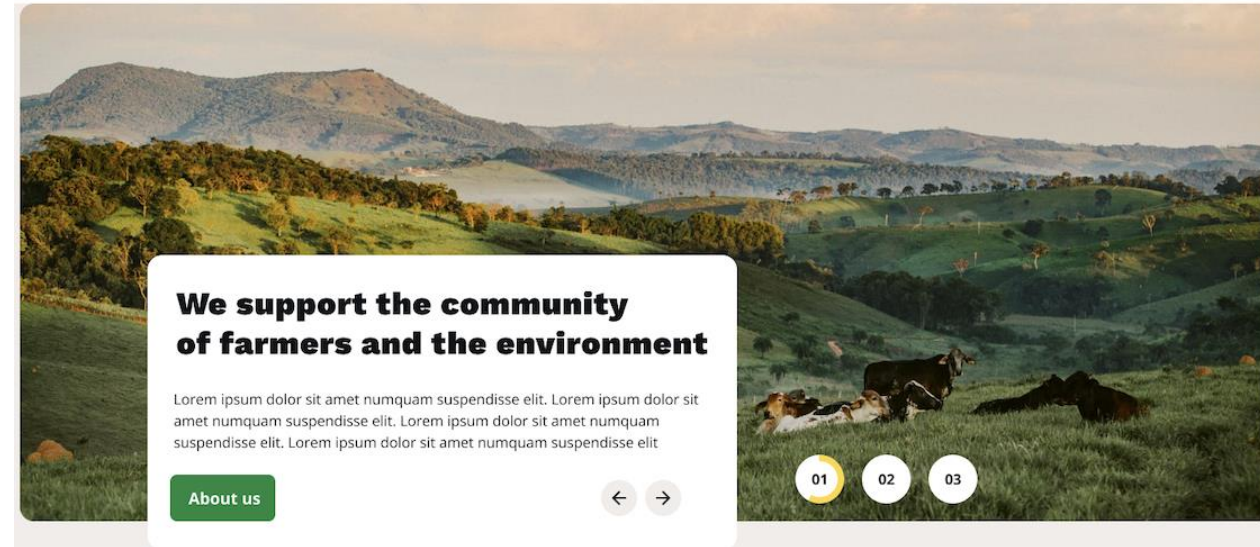 We support the community
of farmers and the environment
Lorem ipsum dolor sit amet numquam suspendisse elit. Lorem ipsum dolor sit
amet numquam suspendisse elit. Lorem ipsum dolor sit amet numquam
suspendisse elit. Lorem ipsum dolor sit amet numquam suspendisse elit
About us
01
02
03